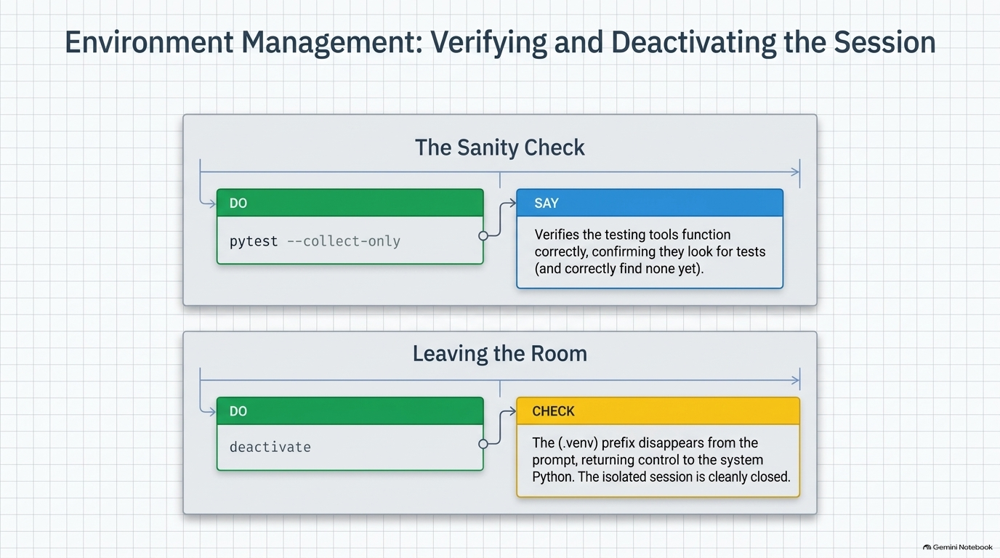 Environment Management: Verifying and Deactivating the Session
The Sanity Check
DO
pytest --collect-only
SAY
Verifies the testing tools function
correctly, confirming they look for tests
(and correctly find none yet).
Leaving the Room
DO
deactivate
CHECK
The (.venv) prefix disappears from the
prompt, returning control to the system
Python. The isolated session is cleanly closed.
Gemini Notebook